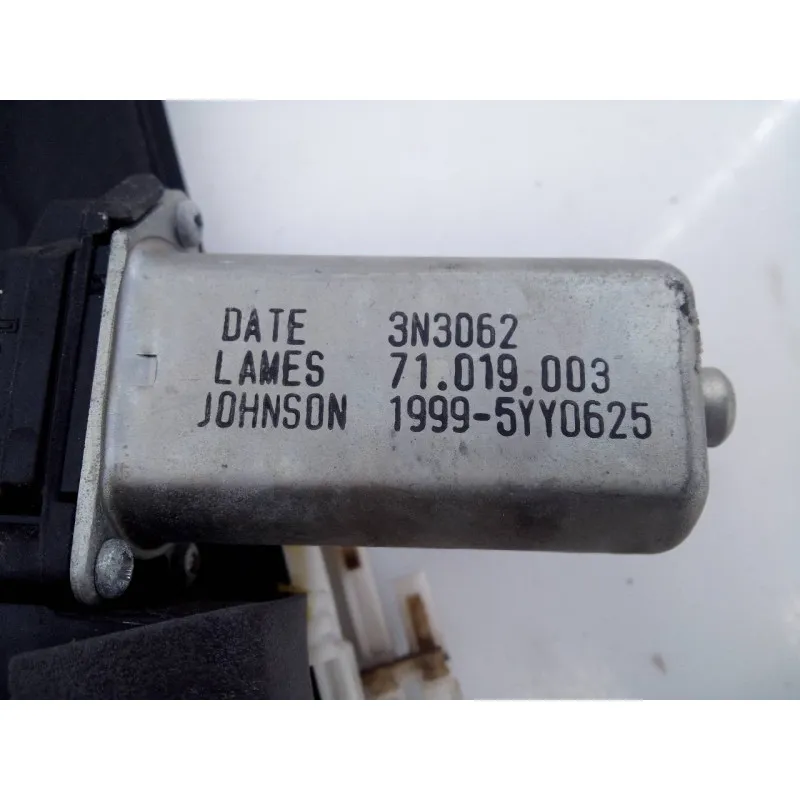 DATE 3N3062
LAMES 71.019.003
JOHNSON 1999-5YY0625